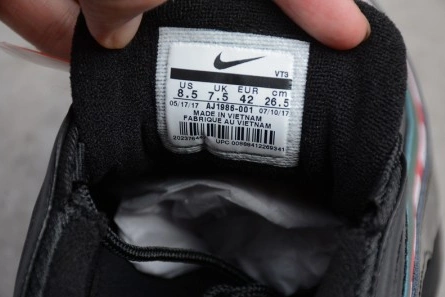 VT3
US UK EUR cm
8.5 7.5 42 26.5
05/17/17 AJ1986-001 07/10/17
MADE IN VIETNAM
FABRIQUE AU VIETNAM
UPC